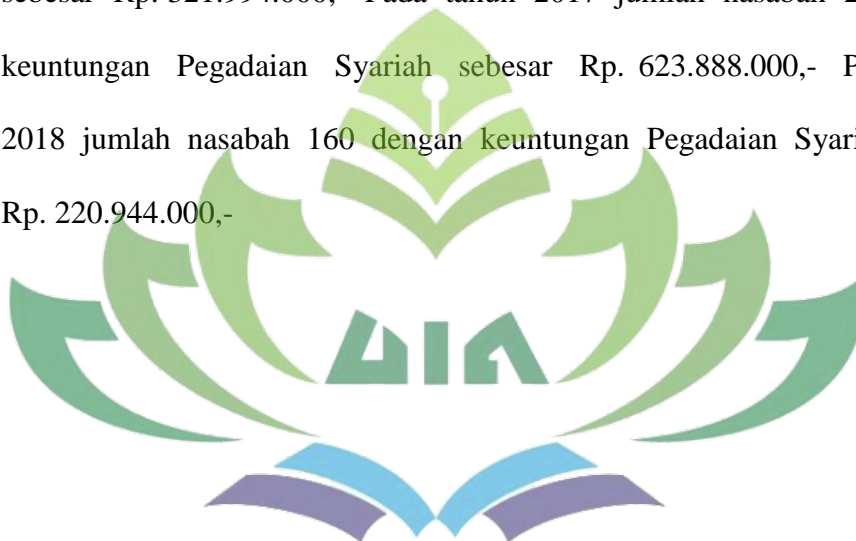 keuntungan Pegadaian Syariah sebesar Rp. 623.888.000,- P
2018 jumlah nasabah 160 dengan keuntungan Pegadaian Syari
Rp. 220.944.000,-
UIN